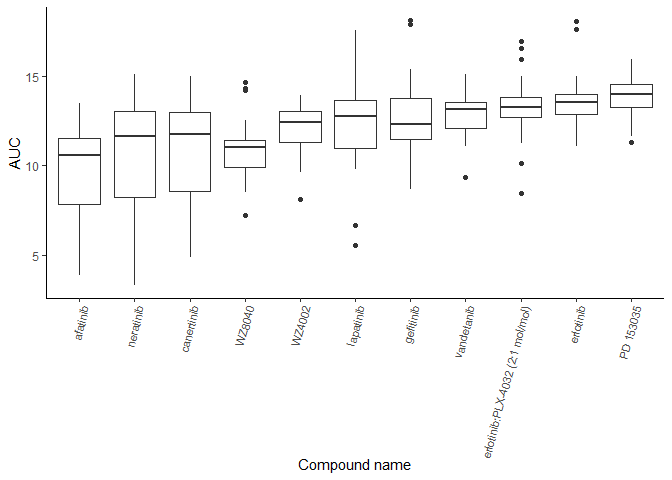 AUC
15
10
5
afatinib
neratinib
canertinib
WZ8040
WZ4002
lapatinib
gefitinib
vandetanib
erlotinib:PLX-4032 (2:1 mol/mol)
erlotinib
PD 153035
Compound name